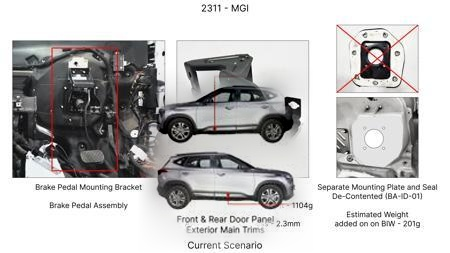 2311 - MGI
Brake Pedal Mounting Bracket
Brake Pedal Assembly
- 1104g
- 2.3mm
Front & Rear Door Panel
Exterior Main Trims
Current Scenario
Separate Mounting Plate and Seal
De-Contented (BA-ID-01)
Estimated Weight
added on on BIW - 201g